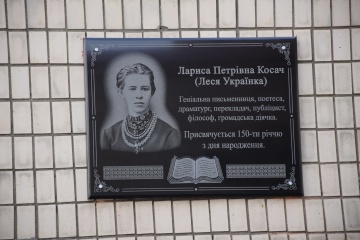 Лариса Петрівна Косач
(Леся Українка)
Геніальна письменниця, поетеса,
драматург, перекладач, публіцист,
філософ, громадська діячка.
Присвячується 150-ти річчю
з дня народження.